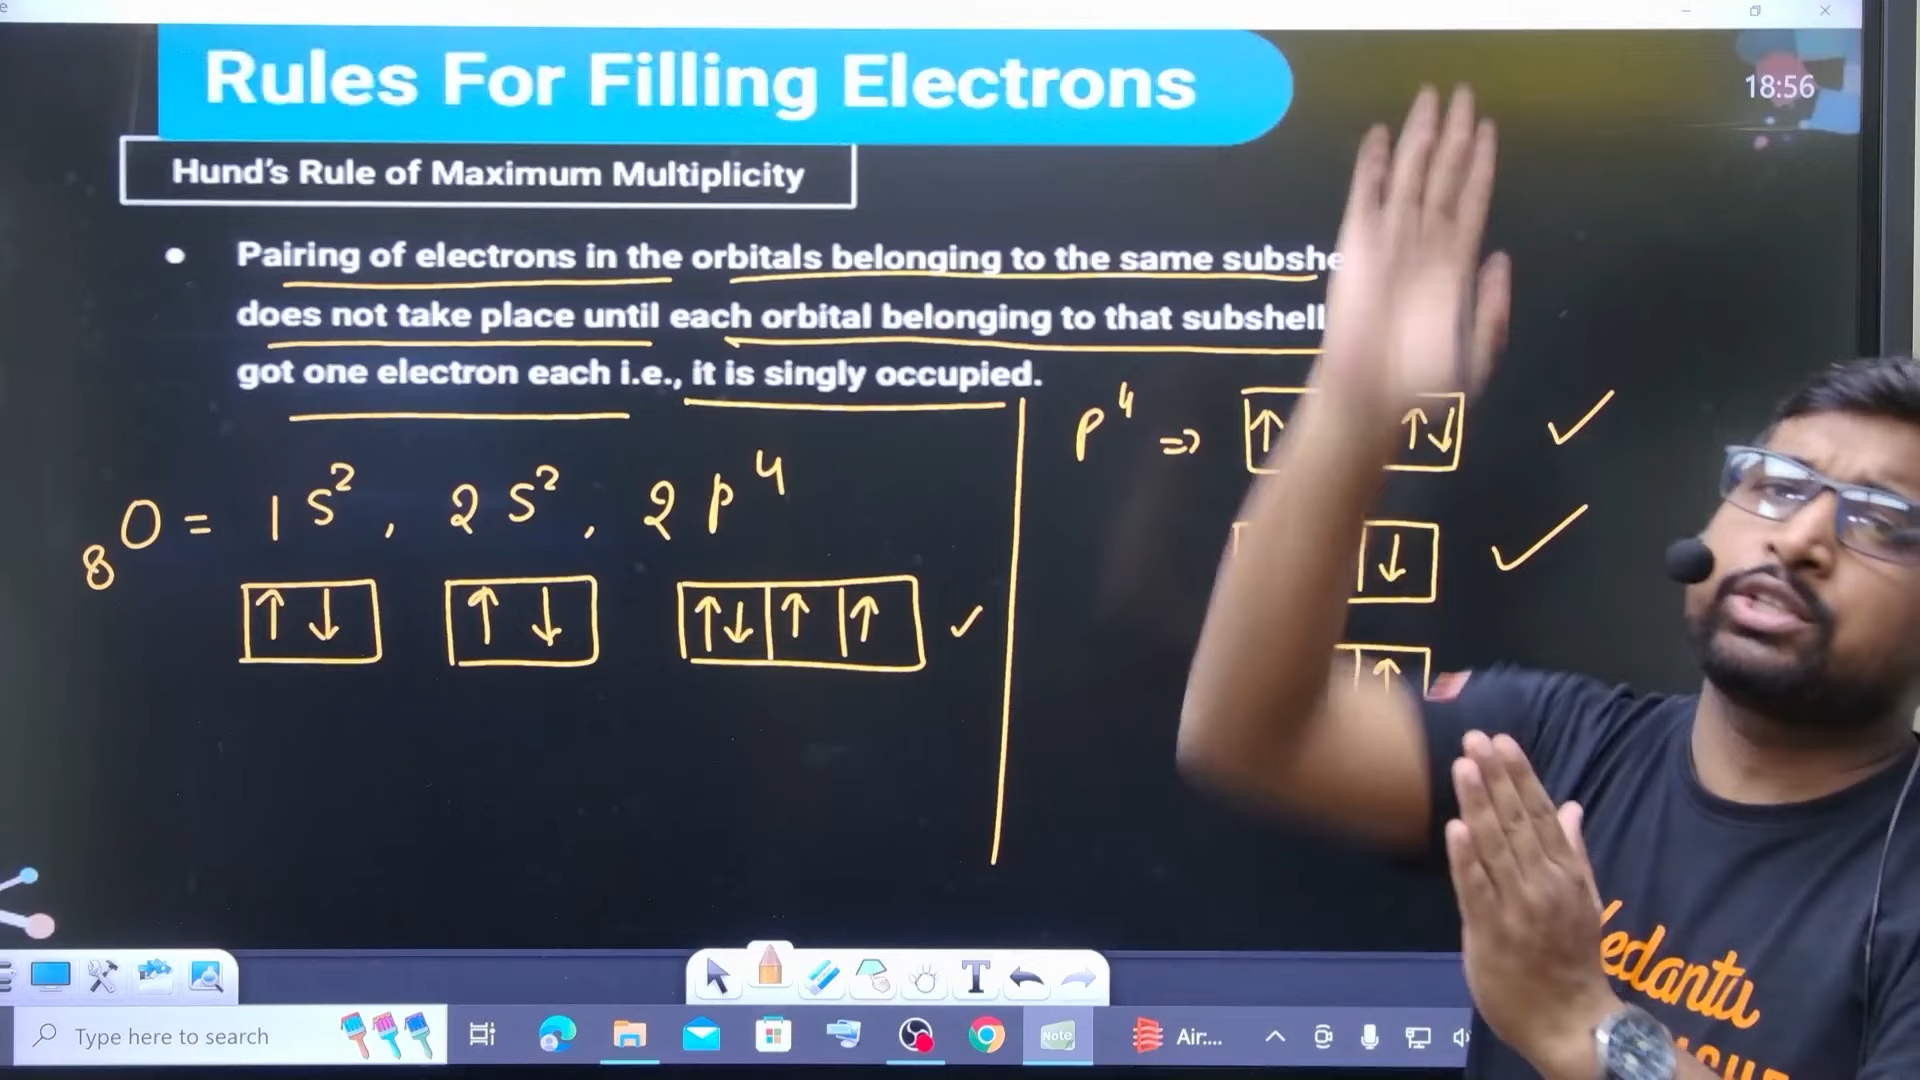 Rules For Filling Electrons
18:56
Hund's Rule of Maximum Multiplicity
• Pairing of electrons in the orbitals belonging to the same subshe
does not take place until each orbital belonging to that subshell
got one electron each i.e., it is singly occupied.
p⁴ ⇒ ↑ ↑↓ ✓
₈O = 1s², 2s², 2p⁴
↓ ✓
↑↓ ↑↓ ↑↓ ↑ ↑ ✓
↑
edantu
T
Type here to search
Note
Air....